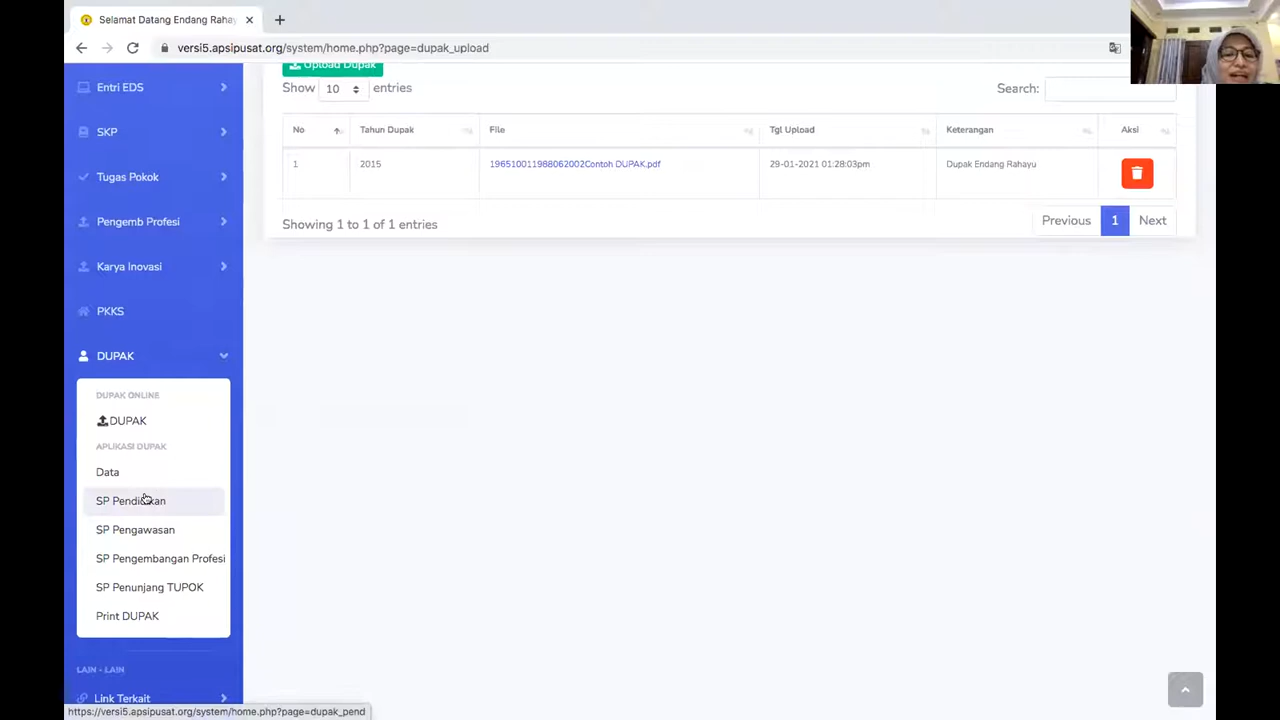 Selamat Datang Endang Rahay
versi5.apsipusat.org/system/home.php?page=dupak_upload
Entri EDS
SKP
Tugas Pokok
Pengemb Profesi
Karya Inovasi
PKKS
DUPAK
DUPAK ONLINE
DUPAK
APLIKASI DUPAK
Data
SP Pendidikan
SP Pengawasan
SP Pengembangan Profesi
SP Penunjang TUPOK
Print DUPAK
LAIN - LAIN
Link Terkait
Upload Dupak
Show 10 entries
Search:
No Tahun Dupak File Tgl Upload Keterangan Aksi
1 2015 196510011988062002Contoh DUPAK.pdf 29-01-2021 01:28:03pm Dupak Endang Rahayu
Showing 1 to 1 of 1 entries
Previous 1 Next
https://versi5.apsipusat.org/system/home.php?page=dupak_pend